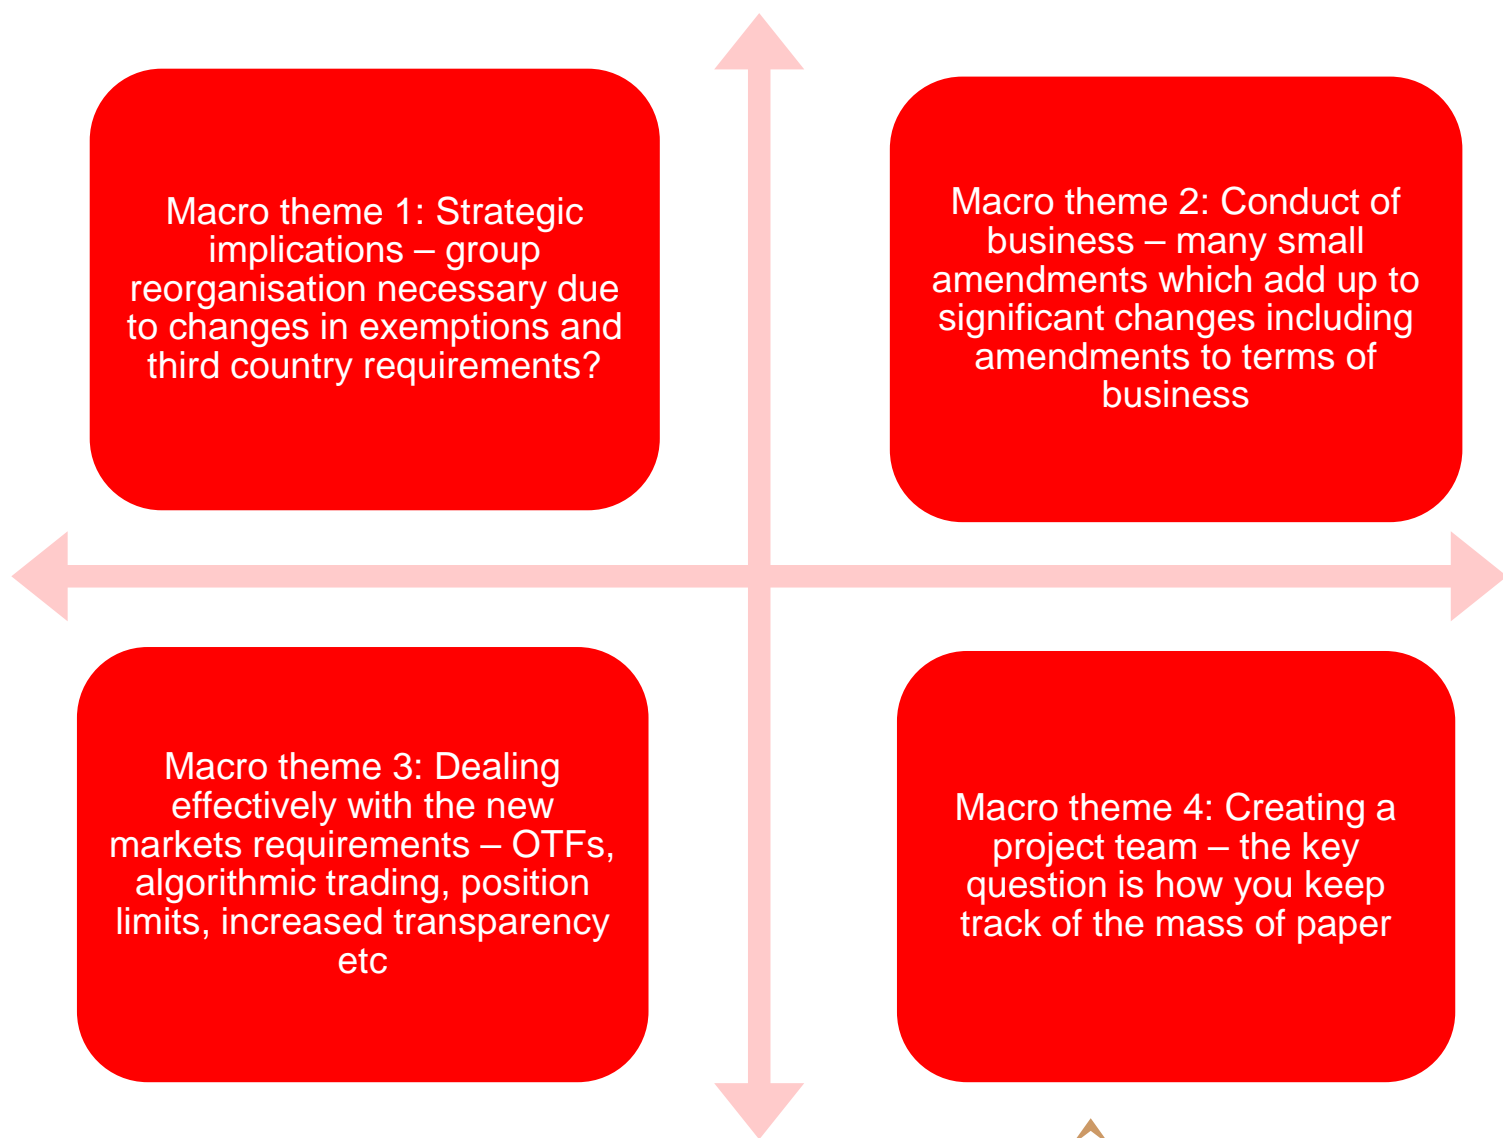 Macro theme 1: Strategic
implications – group
reorganisation necessary due
to changes in exemptions and
third country requirements?
Macro theme 2: Conduct of
business – many small
amendments which add up to
significant changes including
amendments to terms of
business
Macro theme 3: Dealing
effectively with the new
markets requirements – OTFs,
algorithmic trading, position
limits, increased transparency
etc
Macro theme 4: Creating a
project team – the key
question is how you keep
track of the mass of paper